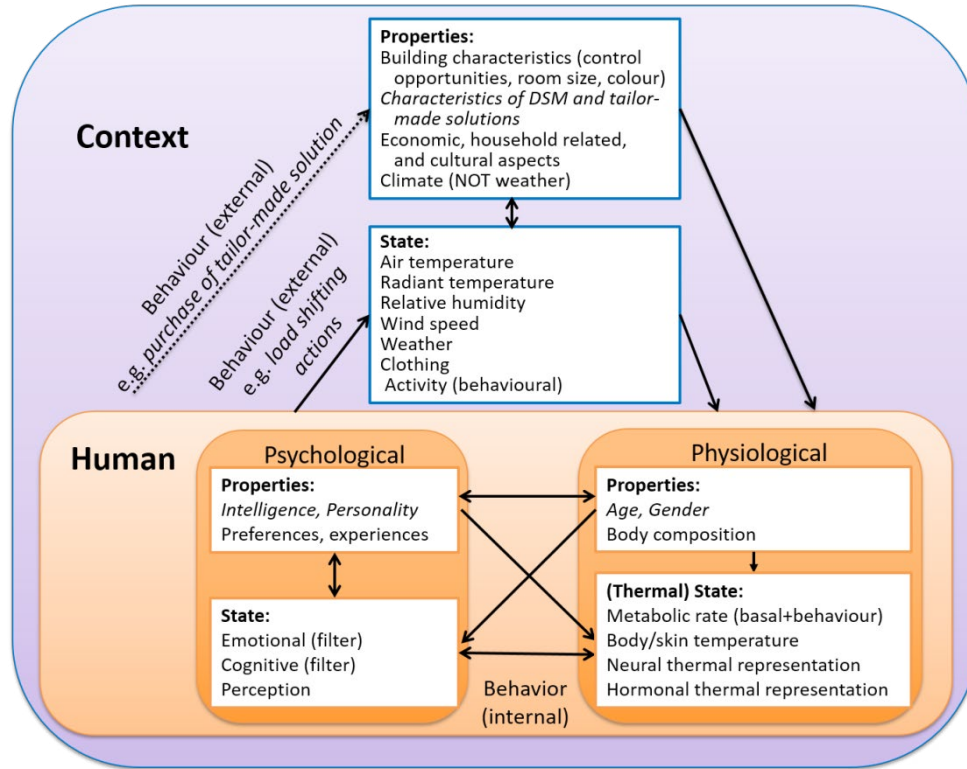 Context
Properties:
Building characteristics (control
opportunities, room size, colour)
Characteristics of DSM and tailor-
made solutions
Economic, household related,
and cultural aspects
Climate (NOT weather)
Behaviour (external)
e.g. purchase of tailor-made solution
Behaviour (external)
e.g. load shifting
actions
State:
Air temperature
Radiant temperature
Relative humidity
Wind speed
Weather
Clothing
Activity (behavioural)
Human
Psychological
Properties:
Intelligence, Personality
Preferences, experiences
State:
Emotional (filter)
Cognitive (filter)
Perception
Behavior
(internal)
Physiological
Properties:
Age, Gender
Body composition
(Thermal) State:
Metabolic rate (basal+behaviour)
Body/skin temperature
Neural thermal representation
Hormonal thermal representation